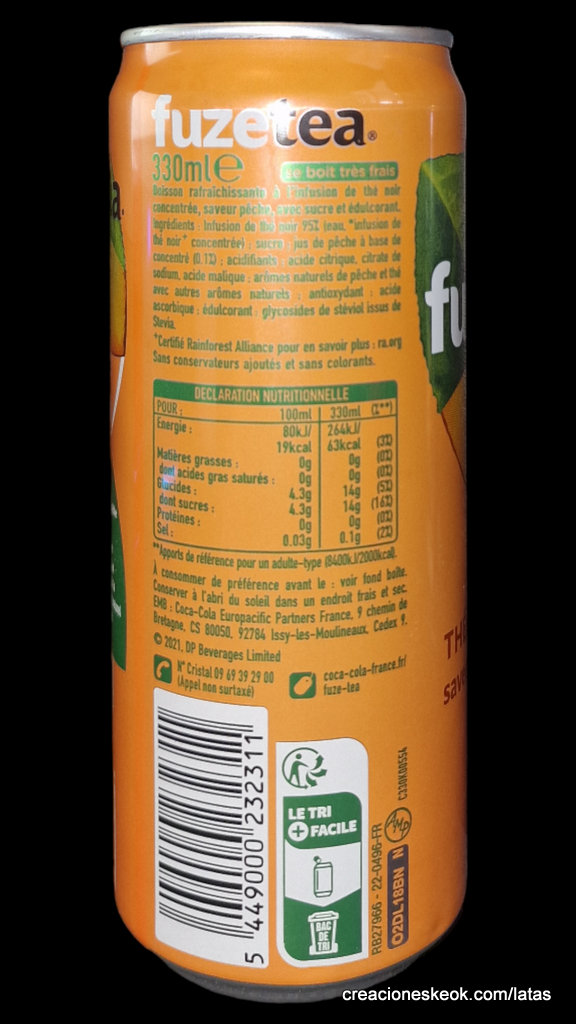 fuzetea®
330ml e
se boit très frais
Boisson rafraîchissante à l'infusion de thé noir
concentrée, saveur pêche, avec sucre et édulcorant.
Ingrédients : Infusion de thé noir 95% (eau, *infusion de
thé noir⁺ concentrée) ; sucre ; jus de pêche à base de
concentré (0.1%) ; acidifiants : acide citrique, citrate de
sodium, acide malique ; arômes naturels de pêche et thé
avec autres arômes naturels ; antioxydant : acide
ascorbique ; édulcorant : glycosides de stéviol issus de
Stevia.
⁺Certifié Rainforest Alliance pour en savoir plus : ra.org
Sans conservateurs ajoutés et sans colorants.
DECLARATION NUTRITIONNELLE
POUR : 100ml 330ml (%**)
Energie : 80kJ/ 264kJ/
19kcal 63kcal (3%)
Matières grasses : 0g 0g (0%)
dont acides gras saturés : 0g 0g (0%)
Glucides : 4.3g 14g (5%)
dont sucres : 4.3g 14g (16%)
Protéines : 0g 0g (0%)
Sel : 0.03g 0.1g (2%)
**Apports de référence pour un adulte-type (8400kJ/2000kcal).
À consommer de préférence avant le : voir fond boîte.
Conserver à l'abri du soleil dans un endroit frais et sec.
EMB : Coca-Cola Europacific Partners France, 9 chemin de
Bretagne, CS 80050, 92784 Issy-les-Moulineaux, Cedex 9.
© 2021, DP Beverages Limited
N° Cristal 09 69 39 29 00
(Appel non surtaxé)
coca-cola-france.fr/
fuze-tea
5 449000 232311
LE TRI
+ FACILE
BAC
DE
TRI
RB27966 - 22-0496-FR
O2DL18BN N
C330K00554
fu
THE
save
a.
creacioneskeok.com/latas